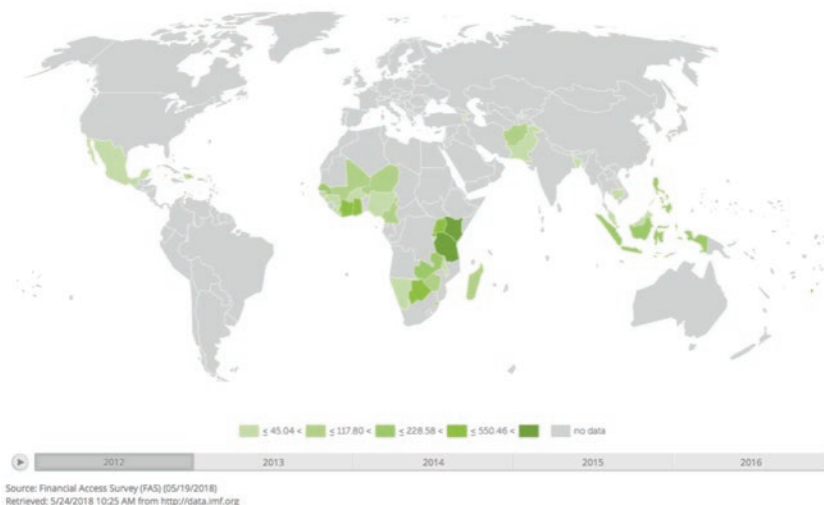 ≤ 45.04 < ≤ 117.80 < ≤ 228.58 < ≤ 550.46 < no data
2012 2013 2014 2015 2016
Source: Financial Access Survey (FAS) (05/19/2018)
Retrieved: 5/24/2018 10:25 AM from http://data.imf.org